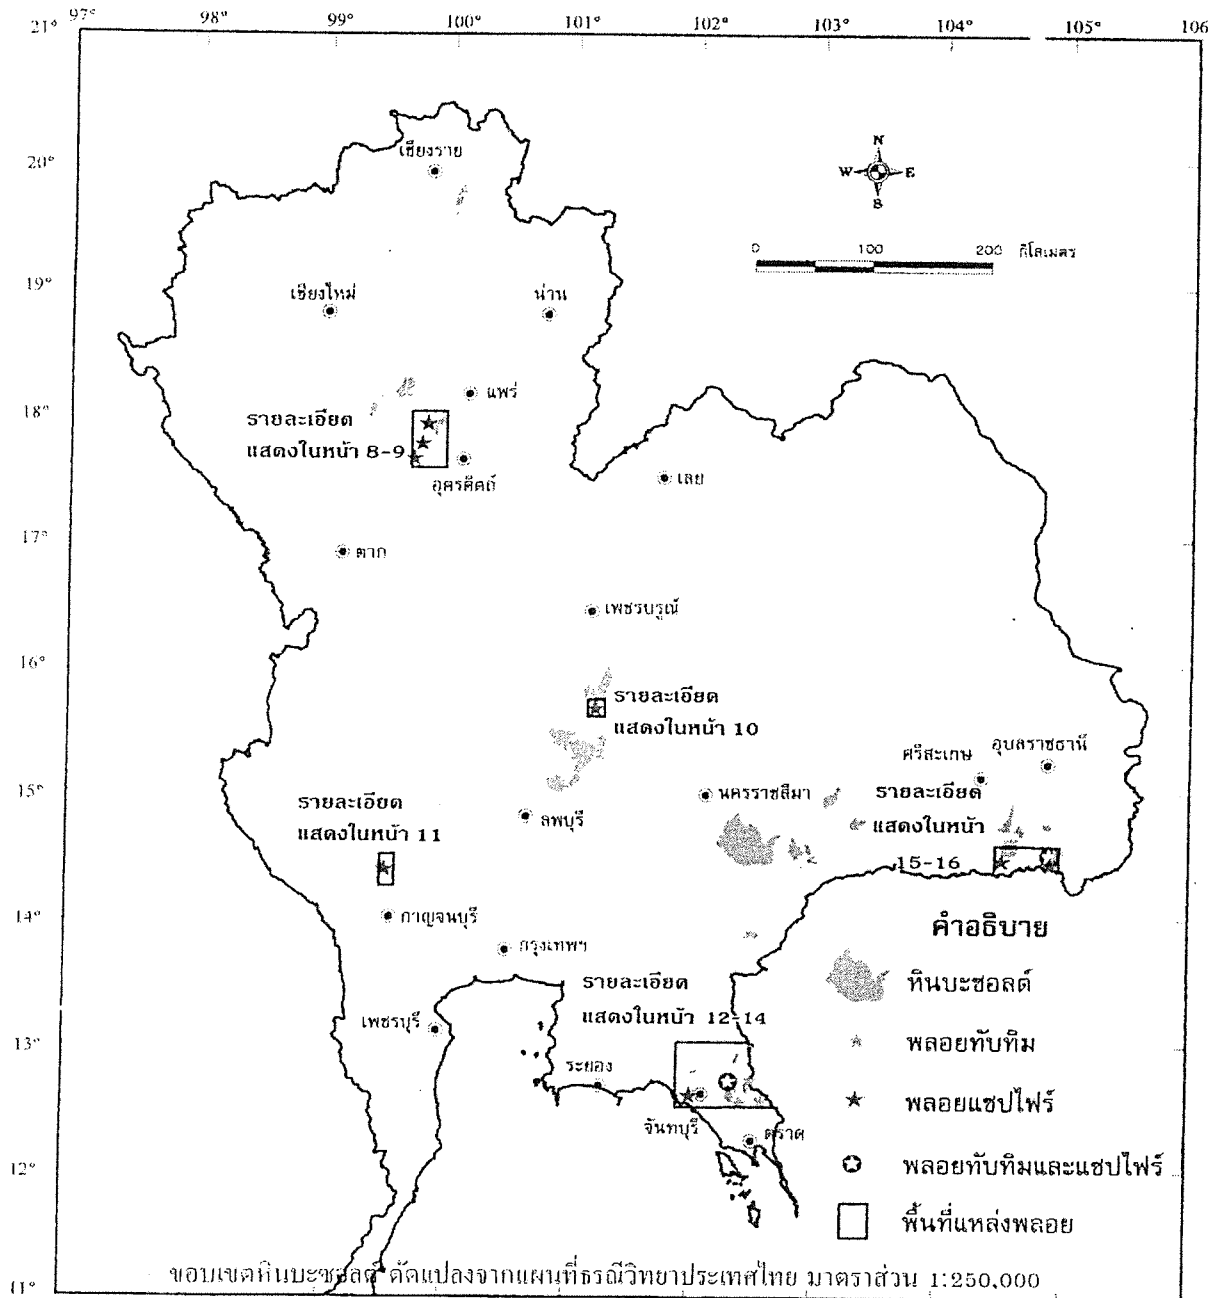 97° 98° 99° 100° 101° 102° 103° 104° 105° 106
21°
20°
19°
18°
17°
16°
15°
14°
13°
12°
11°
N
W E
S
0 100 200 กิโลเมตร
เชียงราย
เชียงใหม่
น่าน
แพร่
รายละเอียด
แสดงในหน้า 8-9
อุตรดิตถ์
เลย
ตาก
เพชรบูรณ์
รายละเอียด
แสดงในหน้า 10
ศรีสะเกษ
อุบลราชธานี
นครราชสีมา
รายละเอียด
แสดงในหน้า
15-16
ลพบุรี
รายละเอียด
แสดงในหน้า 11
กาญจนบุรี
กรุงเทพฯ
รายละเอียด
แสดงในหน้า 12-14
เพชรบุรี
ระยอง
จันทบุรี
ตราด
คำอธิบาย
หินบะซอลต์
พลอยทับทิม
พลอยแซปไฟร์
พลอยทับทิมและแซปไฟร์
พื้นที่แหล่งพลอย
ขอบเขตหินบะซอลต์ ดัดแปลงจากแผนที่ธรณีวิทยาประเทศไทย มาตราส่วน 1:250,000